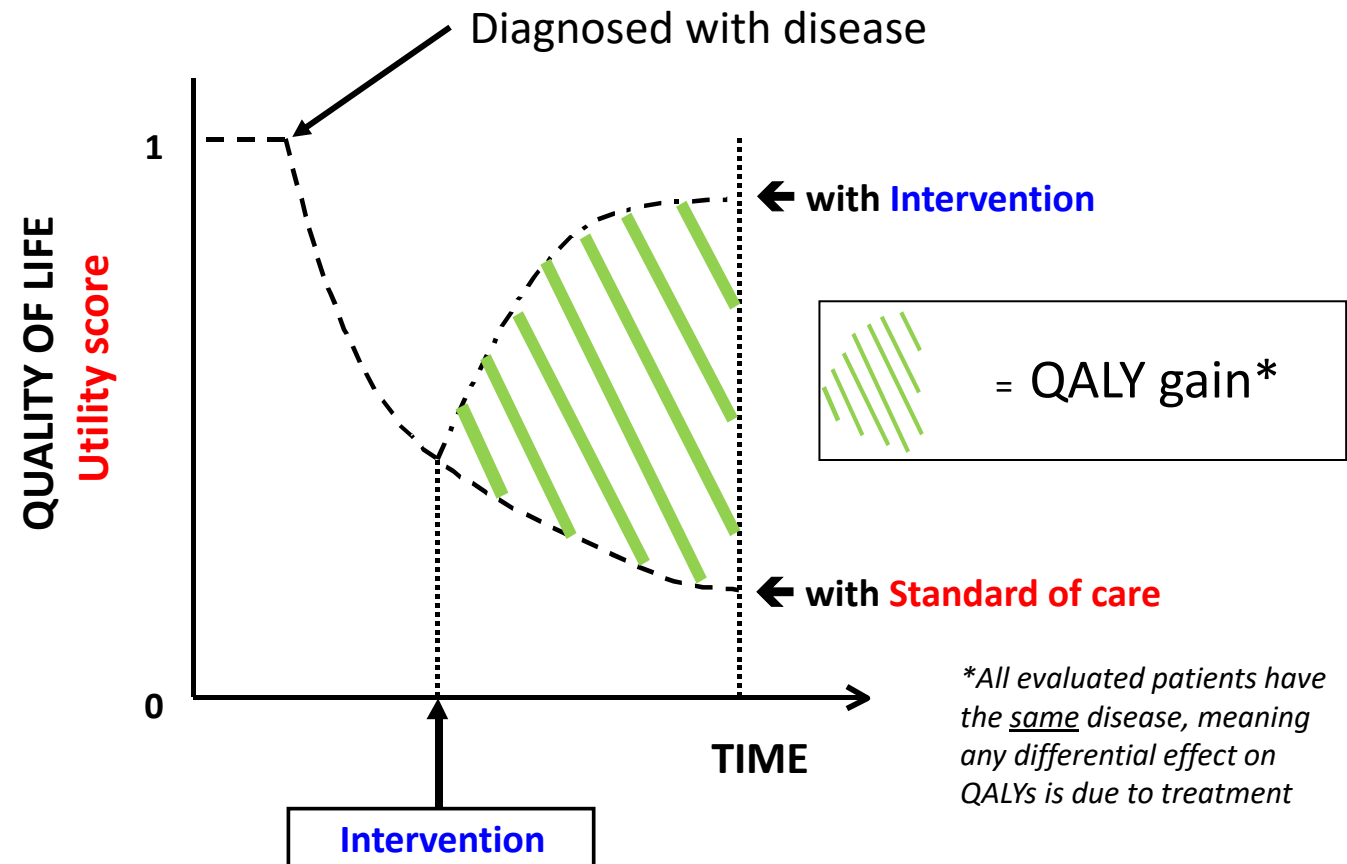 Diagnosed with disease
1
QUALITY OF LIFE
Utility score
🡸 with Intervention
= QALY gain*
🡸 with Standard of care
0
TIME
*All evaluated patients have
the same disease, meaning
any differential effect on
QALYs is due to treatment
Intervention